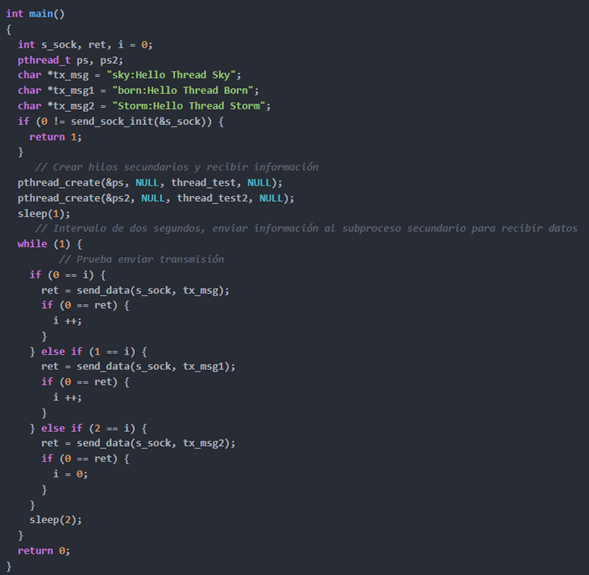 int main()
{
  int s_sock, ret, i = 0;
  pthread_t ps, ps2;
  char *tx_msg = "sky:Hello Thread Sky";
  char *tx_msg1 = "born:Hello Thread Born";
  char *tx_msg2 = "Storm:Hello Thread Storm";
  if (0 != send_sock_init(&s_sock)) {
    return 1;
  }
     // Crear hilos secundarios y recibir información
  pthread_create(&ps, NULL, thread_test, NULL);
  pthread_create(&ps2, NULL, thread_test2, NULL);
  sleep(1);
     // Intervalo de dos segundos, enviar información al subproceso secundario para recibir datos
  while (1) {
         // Prueba enviar transmisión
    if (0 == i) {
      ret = send_data(s_sock, tx_msg);
      if (0 == ret) {
        i ++;
      }
    } else if (1 == i) {
      ret = send_data(s_sock, tx_msg1);
      if (0 == ret) {
        i ++;
      }
    } else if (2 == i) {
      ret = send_data(s_sock, tx_msg2);
      if (0 == ret) {
        i = 0;
      }
    }
    sleep(2);
  }
  return 0;
}